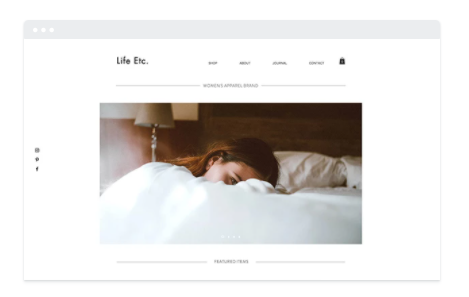 Life Etc.
SHOP ABOUT JOURNAL CONTACT
WOMEN'S APPAREL BRAND
FEATURED ITEMS